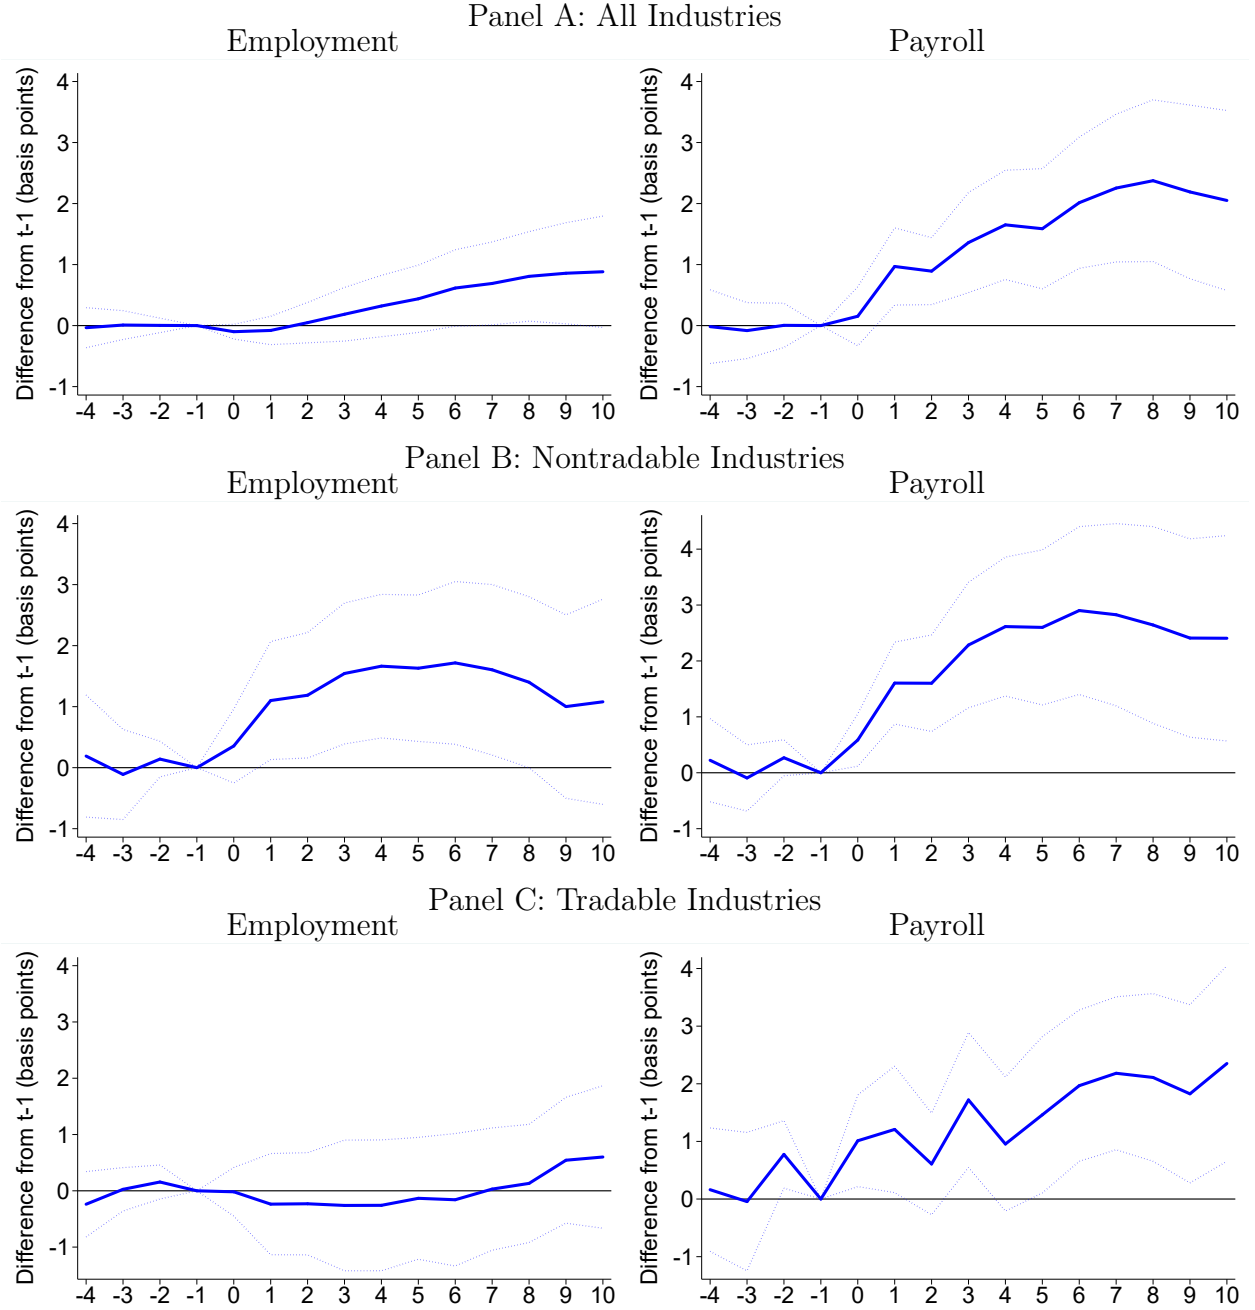 Panel A: All Industries
Employment
Payroll
Difference from t-1 (basis points)
4
3
2
1
0
-1
-4 -3 -2 -1 0 1 2 3 4 5 6 7 8 9 10
Difference from t-1 (basis points)
4
3
2
1
0
-1
-4 -3 -2 -1 0 1 2 3 4 5 6 7 8 9 10
Panel B: Nontradable Industries
Employment
Payroll
Difference from t-1 (basis points)
4
3
2
1
0
-1
-4 -3 -2 -1 0 1 2 3 4 5 6 7 8 9 10
Difference from t-1 (basis points)
4
3
2
1
0
-1
-4 -3 -2 -1 0 1 2 3 4 5 6 7 8 9 10
Panel C: Tradable Industries
Employment
Payroll
Difference from t-1 (basis points)
4
3
2
1
0
-1
-4 -3 -2 -1 0 1 2 3 4 5 6 7 8 9 10
Difference from t-1 (basis points)
4
3
2
1
0
-1
-4 -3 -2 -1 0 1 2 3 4 5 6 7 8 9 10